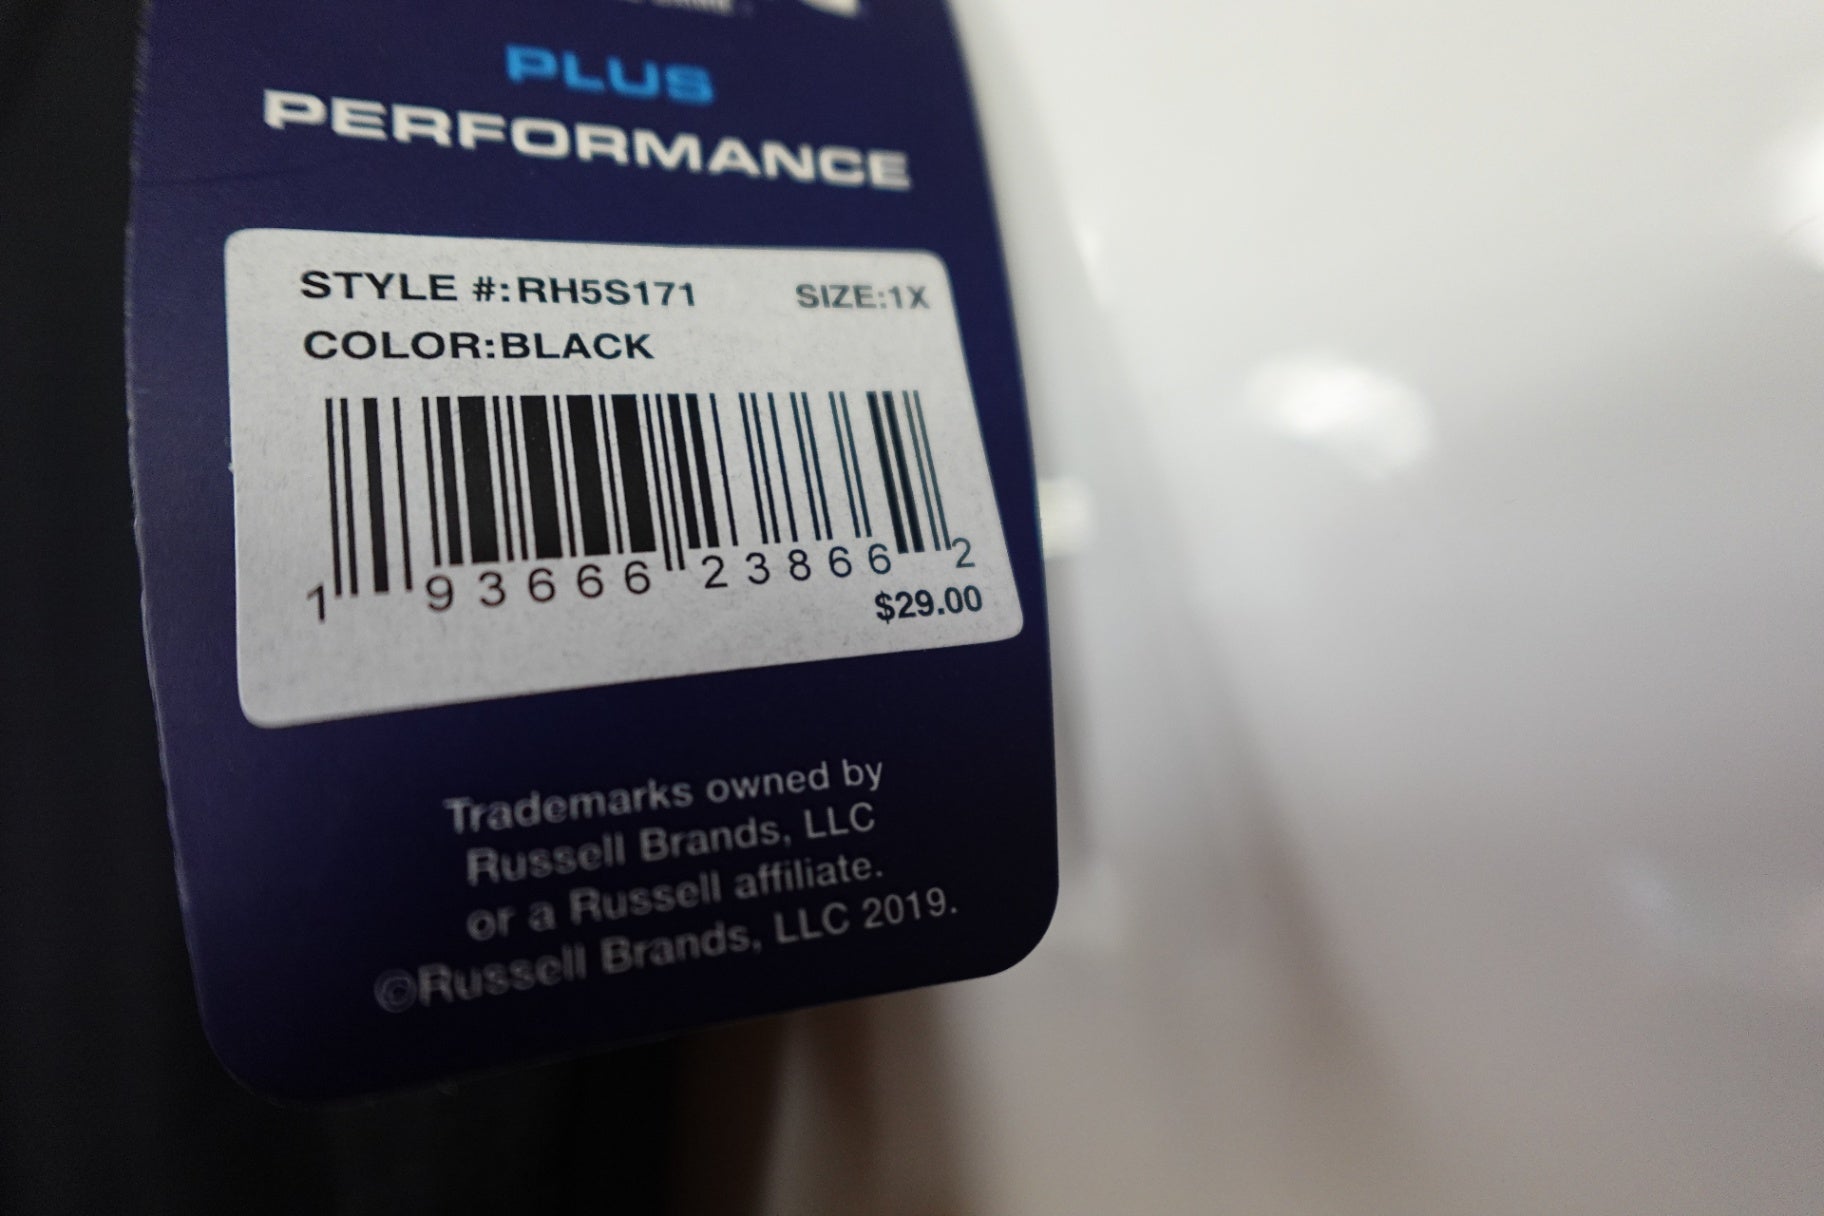 PLUS
PERFORMANCE
STYLE #:RH5S171 SIZE:1X
COLOR:BLACK
1 93666 23866 2
$29.00
Trademarks owned by
Russell Brands, LLC
or a Russell affiliate.
©Russell Brands, LLC 2019.